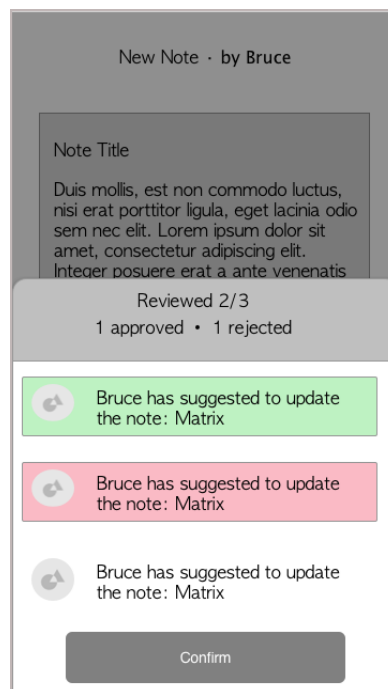 New Note · by Bruce
Note Title
Duis mollis, est non commodo luctus,
nisi erat porttitor ligula, eget lacinia odio
sem nec elit. Lorem ipsum dolor sit
amet, consectetur adipiscing elit.
Integer posuere erat a ante venenatis
Reviewed 2/3
1 approved • 1 rejected
Bruce has suggested to update
the note: Matrix
Bruce has suggested to update
the note: Matrix
Bruce has suggested to update
the note: Matrix
Confirm